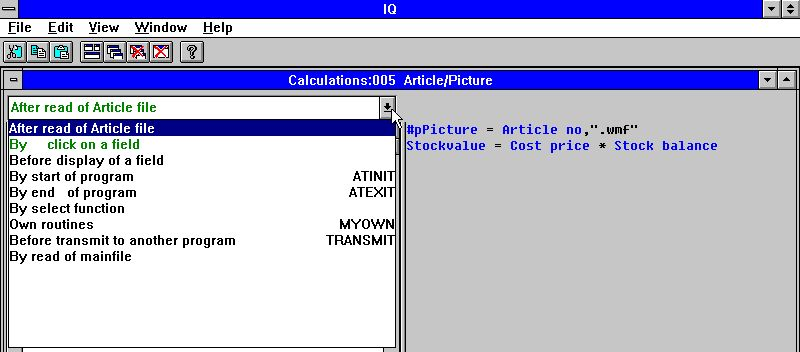 IQ
File Edit View Window Help
?
Calculations:005 Article/Picture
After read of Article file
After read of Article file
By click on a field
Before display of a field
By start of program ATINIT
By end of program ATEXIT
By select function
Own routines MYOWN
Before transmit to another program TRANSMIT
By read of mainfile
#pPicture = Article no,".wmf"
Stockvalue = Cost price * Stock balance